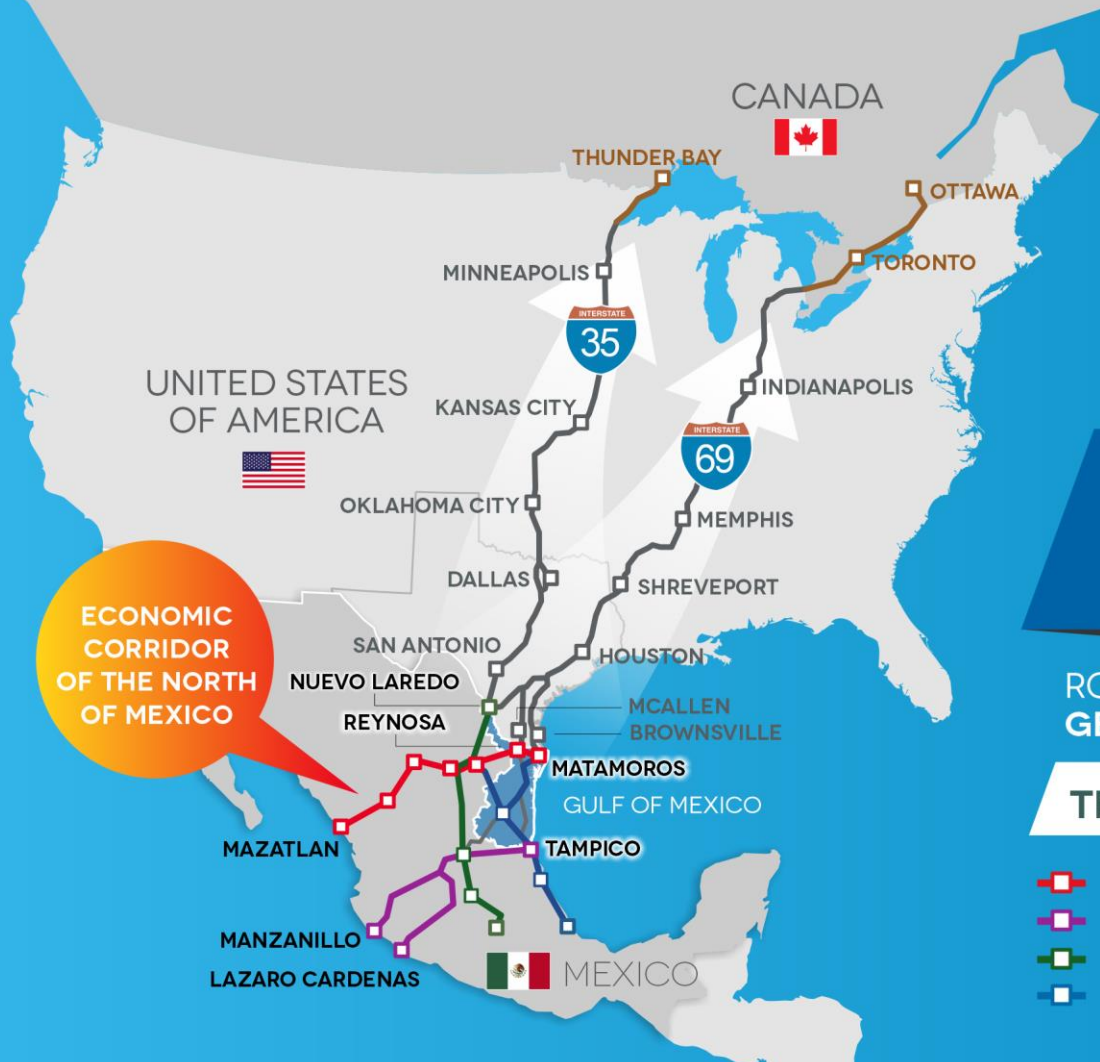 CANADA
THUNDER BAY
OTTAWA
TORONTO
MINNEAPOLIS
INTERSTATE
35
UNITED STATES
OF AMERICA
KANSAS CITY
INDIANAPOLIS
INTERSTATE
69
OKLAHOMA CITY
MEMPHIS
DALLAS
SHREVEPORT
ECONOMIC
CORRIDOR
OF THE NORTH
OF MEXICO
SAN ANTONIO
HOUSTON
NUEVO LAREDO
REYNOSA
MCALLEN
BROWNSVILLE
MATAMOROS
GULF OF MEXICO
MAZATLAN
TAMPICO
MANZANILLO
LAZARO CARDENAS
MEXICO